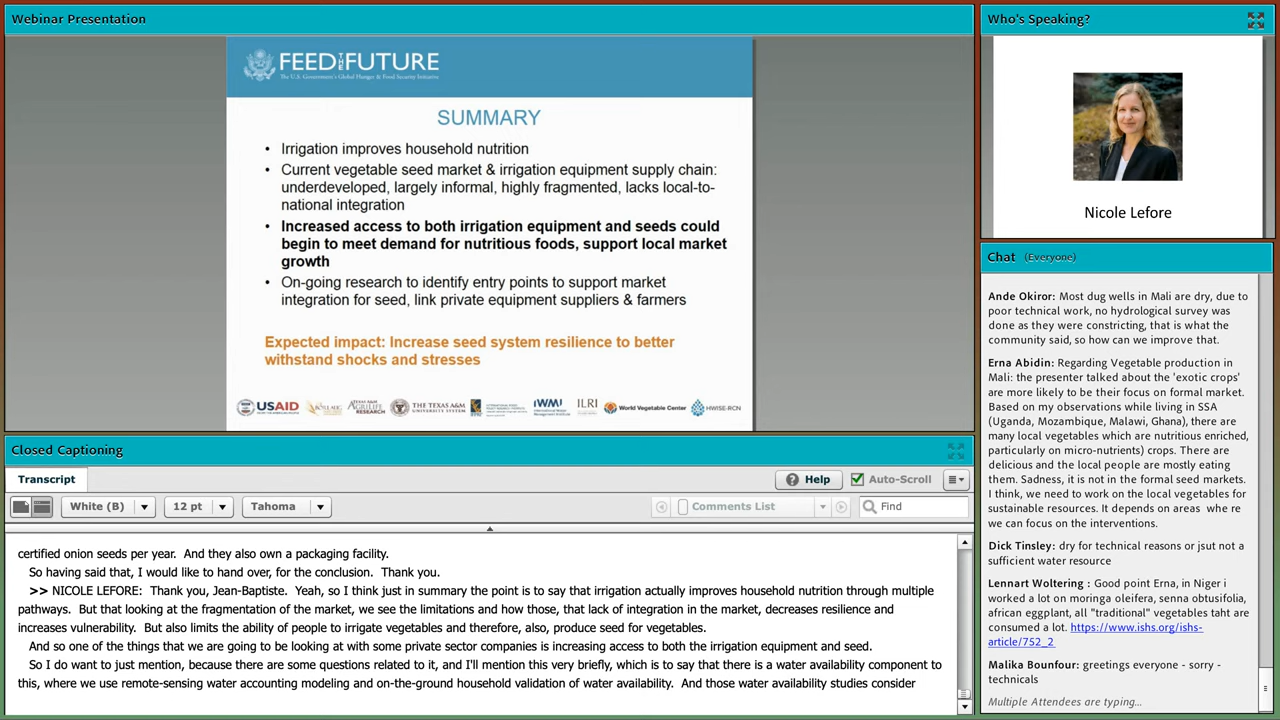 Webinar Presentation
FEED THE FUTURE
The U.S. Government's Global Hunger & Food Security Initiative
SUMMARY
• Irrigation improves household nutrition
• Current vegetable seed market & irrigation equipment supply chain:
underdeveloped, largely informal, highly fragmented, lacks local-to-
national integration
• Increased access to both irrigation equipment and seeds could
begin to meet demand for nutritious foods, support local market
growth
• On-going research to identify entry points to support market
integration for seed, link private equipment suppliers & farmers
Expected impact: Increase seed system resilience to better
withstand shocks and stresses
USAID
TEXAS A&M
AGRILIFE
RESEARCH
THE TEXAS A&M
UNIVERSITY SYSTEM
IWMI
ILRI
World Vegetable Center
HWISE-RCN
Closed Captioning
Transcript
Help
Auto-Scroll
White (B)
12 pt
Tahoma
Comments List
Find
certified onion seeds per year. And they also own a packaging facility.
So having said that, I would like to hand over, for the conclusion. Thank you.
>> NICOLE LEFORE: Thank you, Jean-Baptiste. Yeah, so I think just in summary the point is to say that irrigation actually improves household nutrition through multiple
pathways. But that looking at the fragmentation of the market, we see the limitations and how those, that lack of integration in the market, decreases resilience and
increases vulnerability. But also limits the ability of people to irrigate vegetables and therefore, also, produce seed for vegetables.
And so one of the things that we are going to be looking at with some private sector companies is increasing access to both the irrigation equipment and seed.
So I do want to just mention, because there are some questions related to it, and I'll mention this very briefly, which is to say that there is a water availability component to
this, where we use remote-sensing water accounting modeling and on-the-ground household validation of water availability. And those water availability studies consider
Who's Speaking?
Nicole Lefore
Chat (Everyone)
Ande Okiror: Most dug wells in Mali are dry, due to
poor technical work, no hydrological survey was
done as they were constricting, that is what the
community said, so how can we improve that.
Erna Abidin: Regarding Vegetable production in
Mali: the presenter talked about the 'exotic crops'
are more likely to be their focus on formal market.
Based on my observations while living in SSA
(Uganda, Mozambique, Malawi, Ghana), there are
many local vegetables which are nutritious enriched,
particularly on micro-nutrients) crops. There are
delicious and the local people are mostly eating
them. Sadness, it is not in the formal seed markets.
I think, we need to work on the local vegetables for
sustainable resources. It depends on areas whe re
we can focus on the interventions.
Dick Tinsley: dry for technical reasons or jsut not a
sufficient water resource
Lennart Woltering : Good point Erna, in Niger i
worked a lot on moringa oleifera, senna obtusifolia,
african eggplant, all "traditional" vegetables taht are
consumed a lot. https://www.ishs.org/ishs-
article/752_2
Malika Bounfour: greetings everyone - sorry -
technicals
Multiple Attendees are typing...